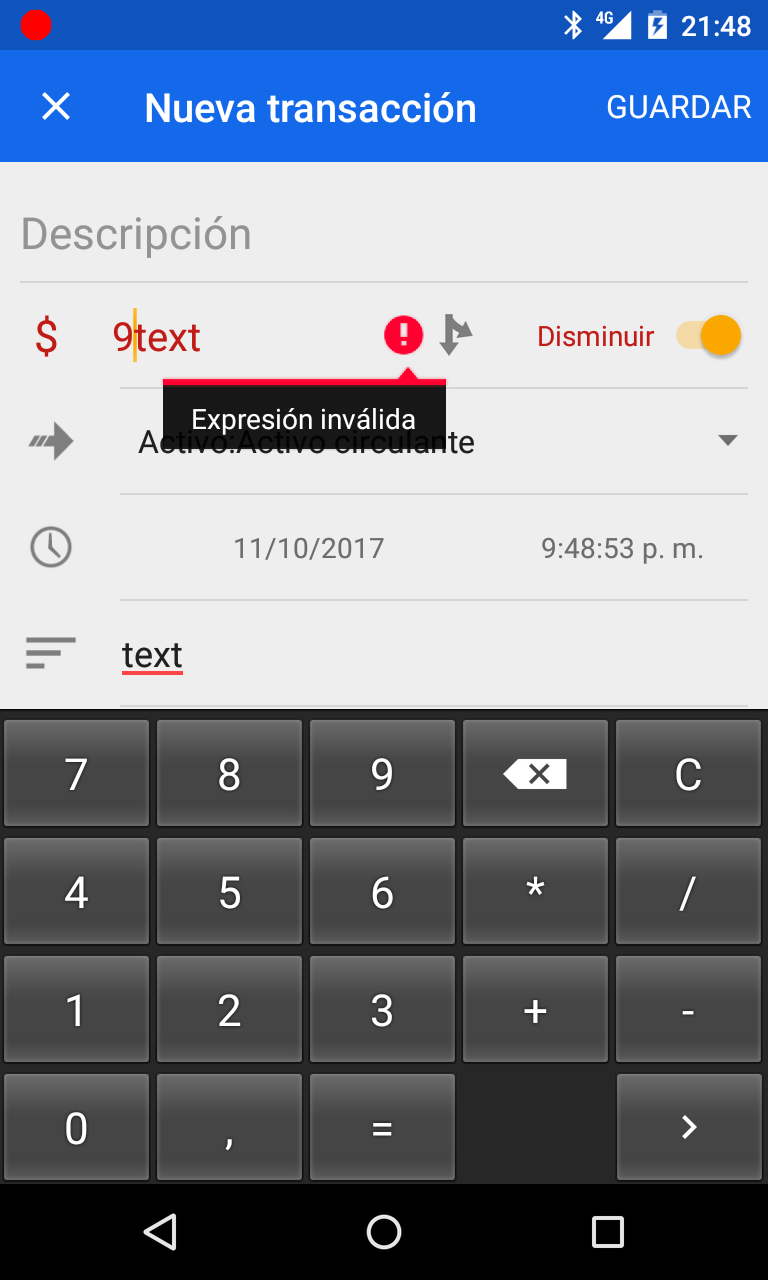 4G 21:48
Nueva transacción GUARDAR
Descripción
$ 9text Disminuir
Expresión inválida
Activo:Activo circulante
11/10/2017 9:48:53 p. m.
text
7 8 9 C
4 5 6 * /
1 2 3 + -
0 , = >